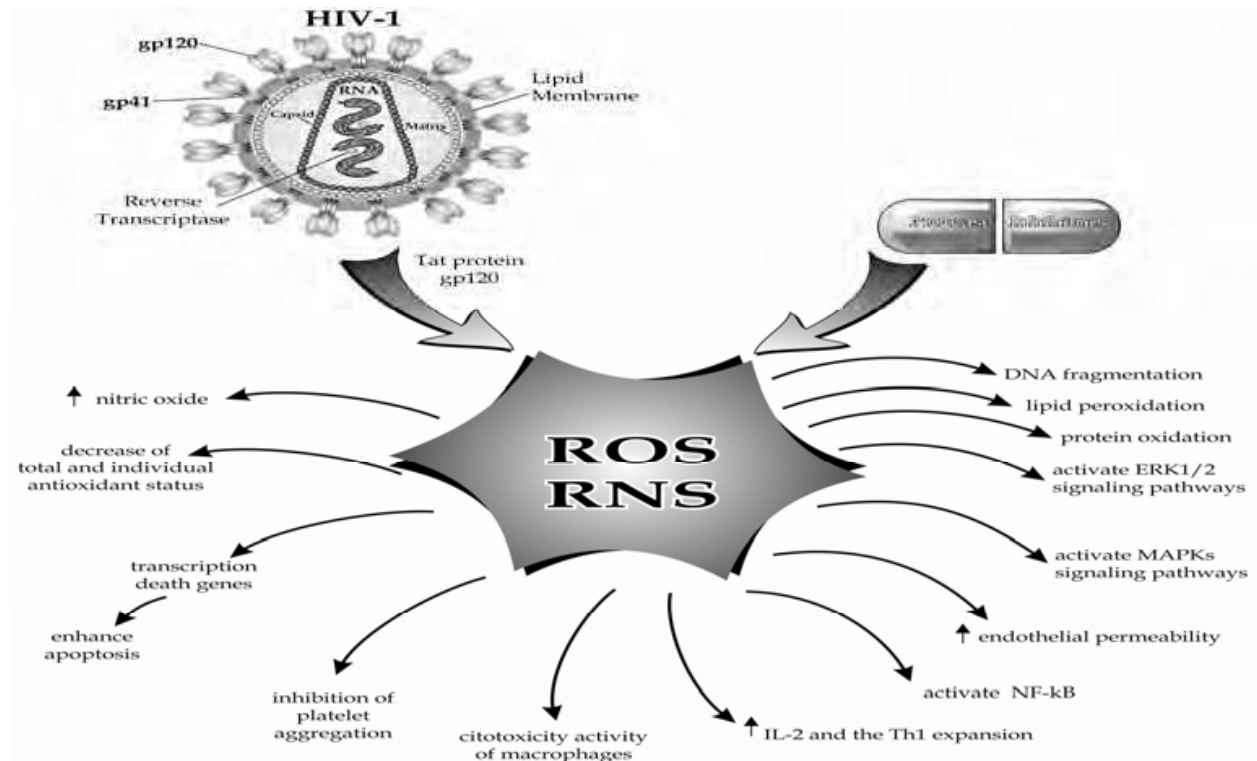 HIV-1
gp120
gp41
Lipid
Membrane
RNA
Capsid
Matrix
Reverse
Transcriptase
Tat protein
gp120
Inhibitors
ROS
RNS
↑ nitric oxide
decrease of
total and individual
antioxidant status
transcription
death genes
enhance
apoptosis
inhibition of
platelet
aggregation
citotoxicity activity
of macrophages
↑ IL-2 and the Th1 expansion
activate NF-kB
↑ endothelial permeability
activate MAPKs
signaling pathways
activate ERK1/2
signaling pathways
protein oxidation
lipid peroxidation
DNA fragmentation